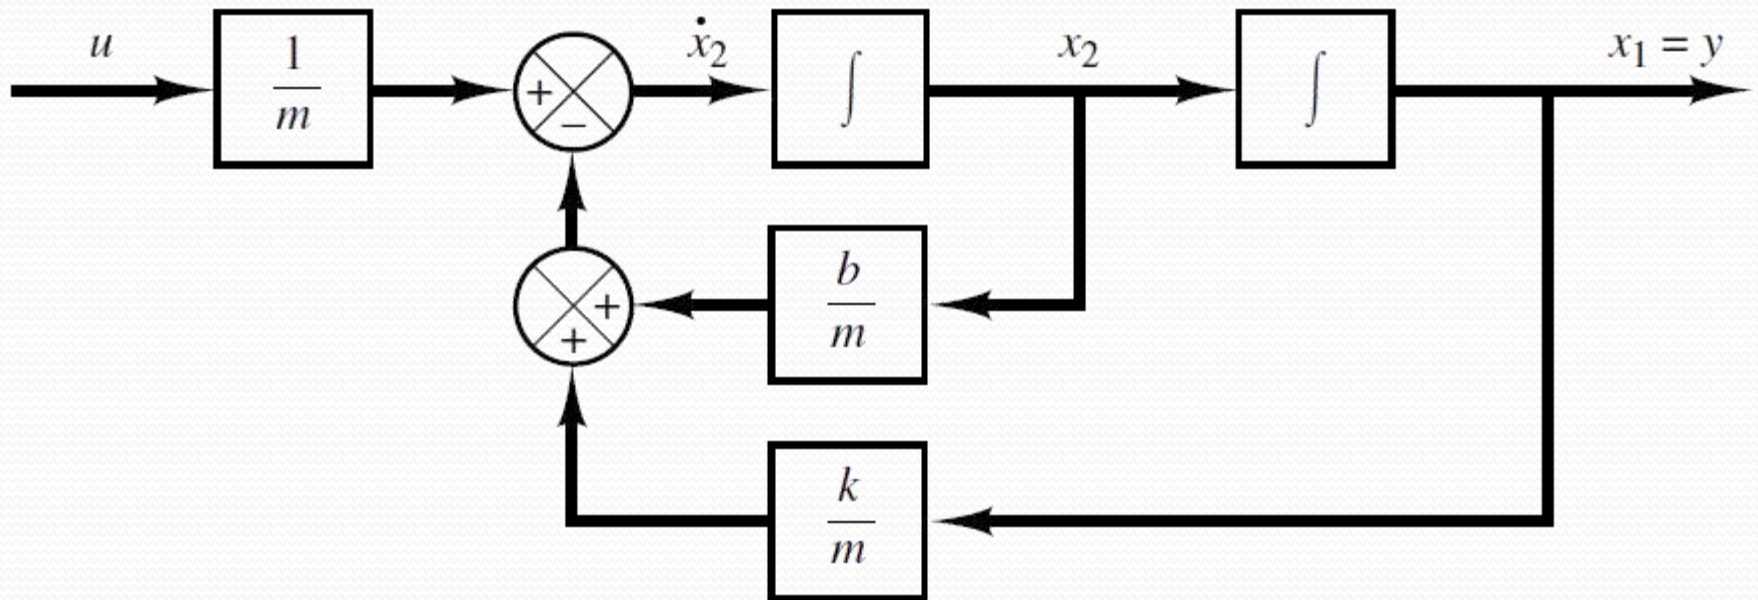 u
1
m
+
−
ẋ₂
∫
x₂
∫
x₁ = y
+
+
b
m
k
m